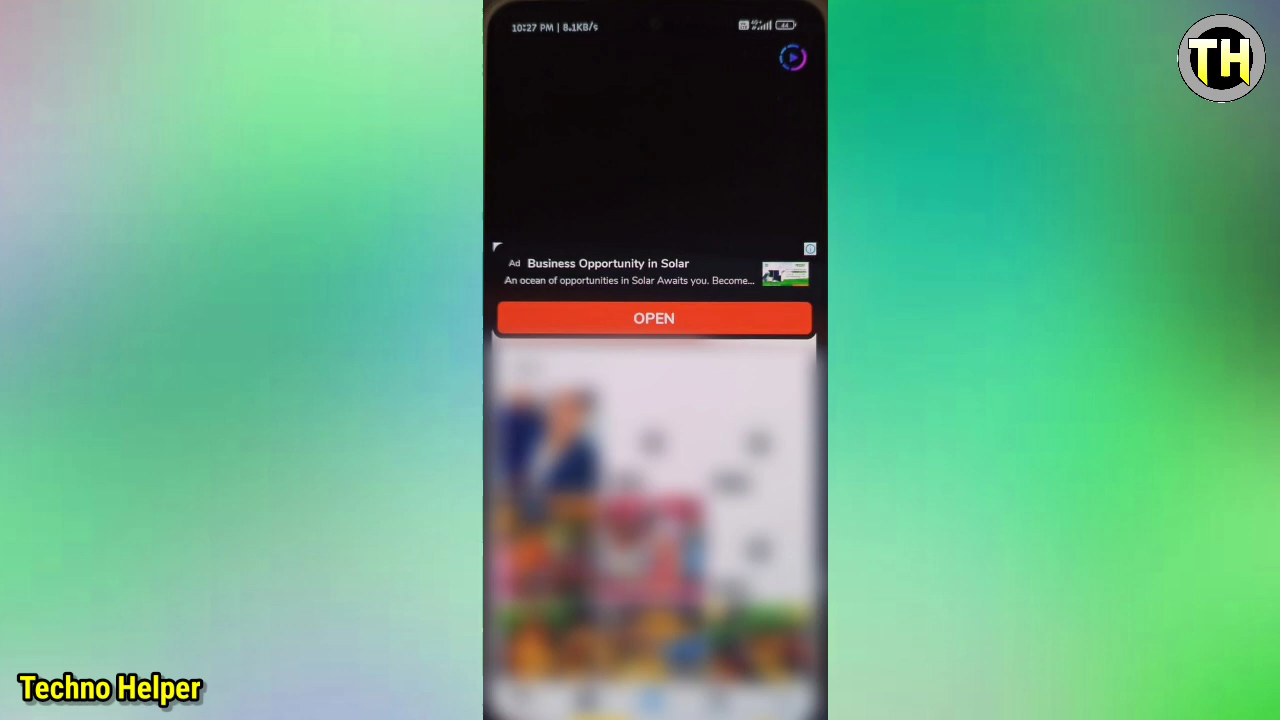 10:27 PM | 8.1KB/s
44
TH
Ad Business Opportunity in Solar
An ocean of opportunities in Solar Awaits you. Become...
OPEN
Techno Helper